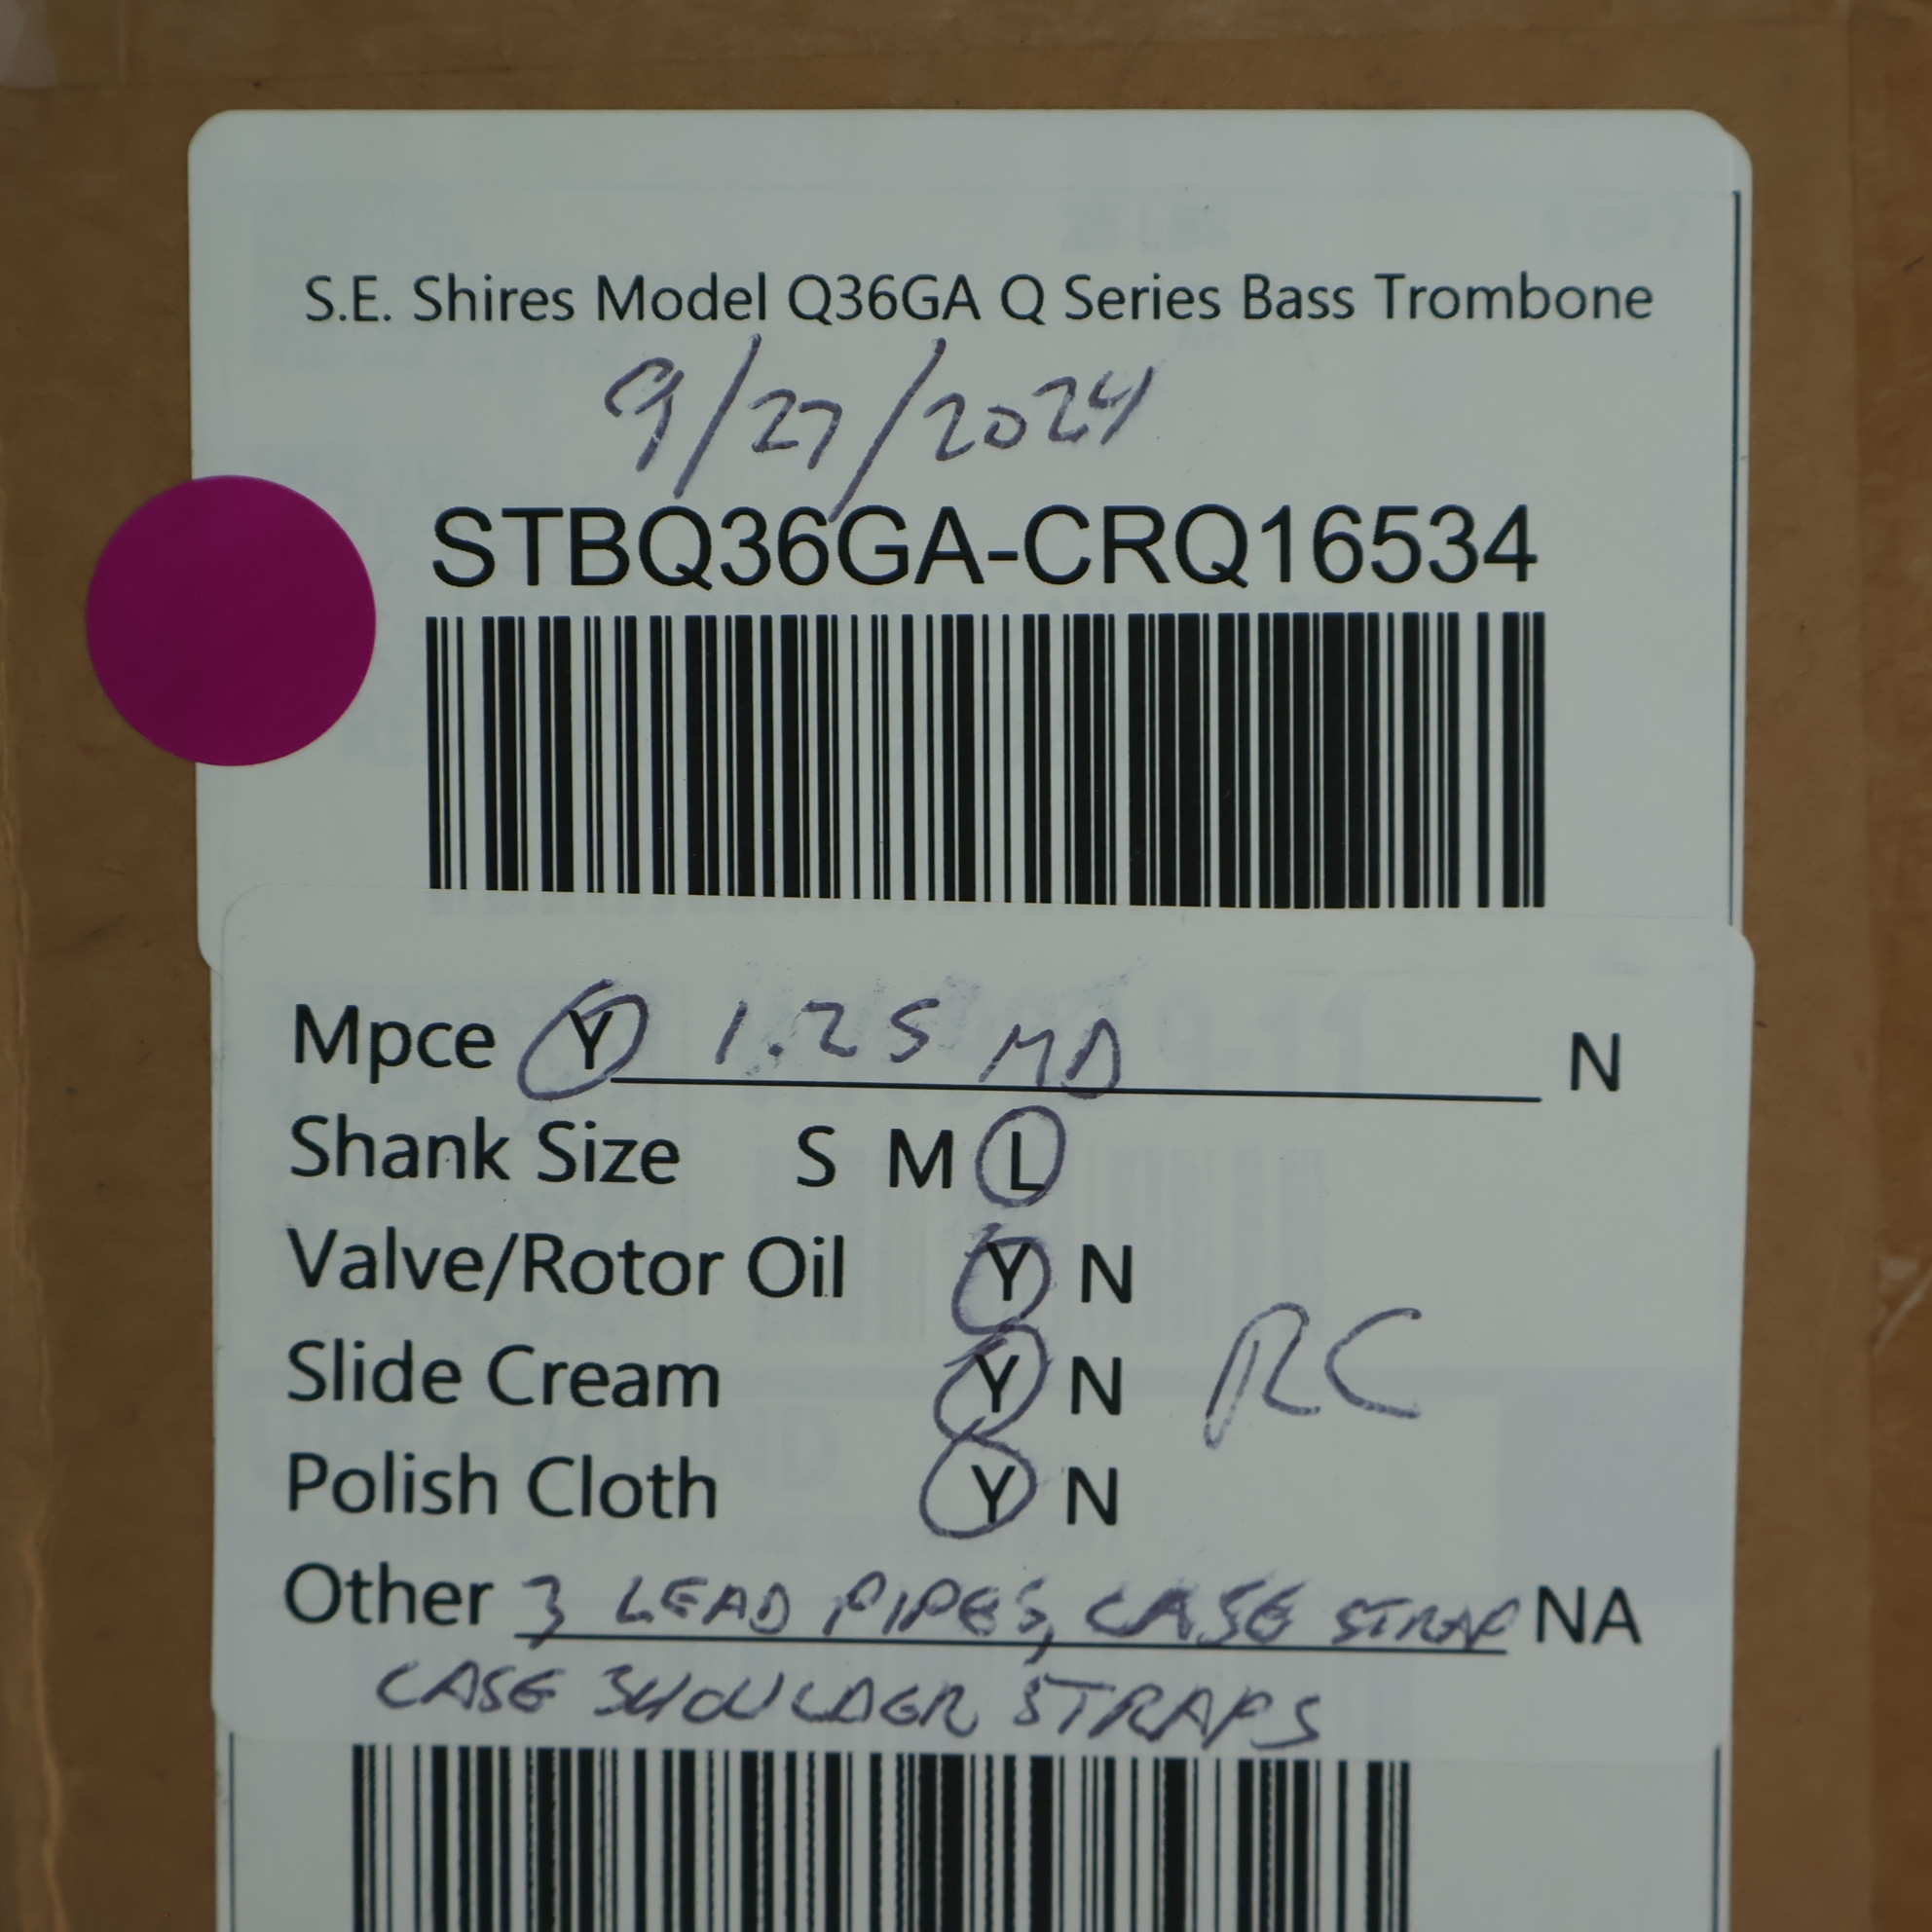 S.E. Shires Model Q36GA Q Series Bass Trombone
9/27/2024
STBQ36GA-CRQ16534
Mpce Y 1.25 MD N
Shank Size S M L
Valve/Rotor Oil Y N
Slide Cream Y N RC
Polish Cloth Y N
Other 3 LEAD PIPES, CASE STRAP NA
CASE SHOULDER STRAPS